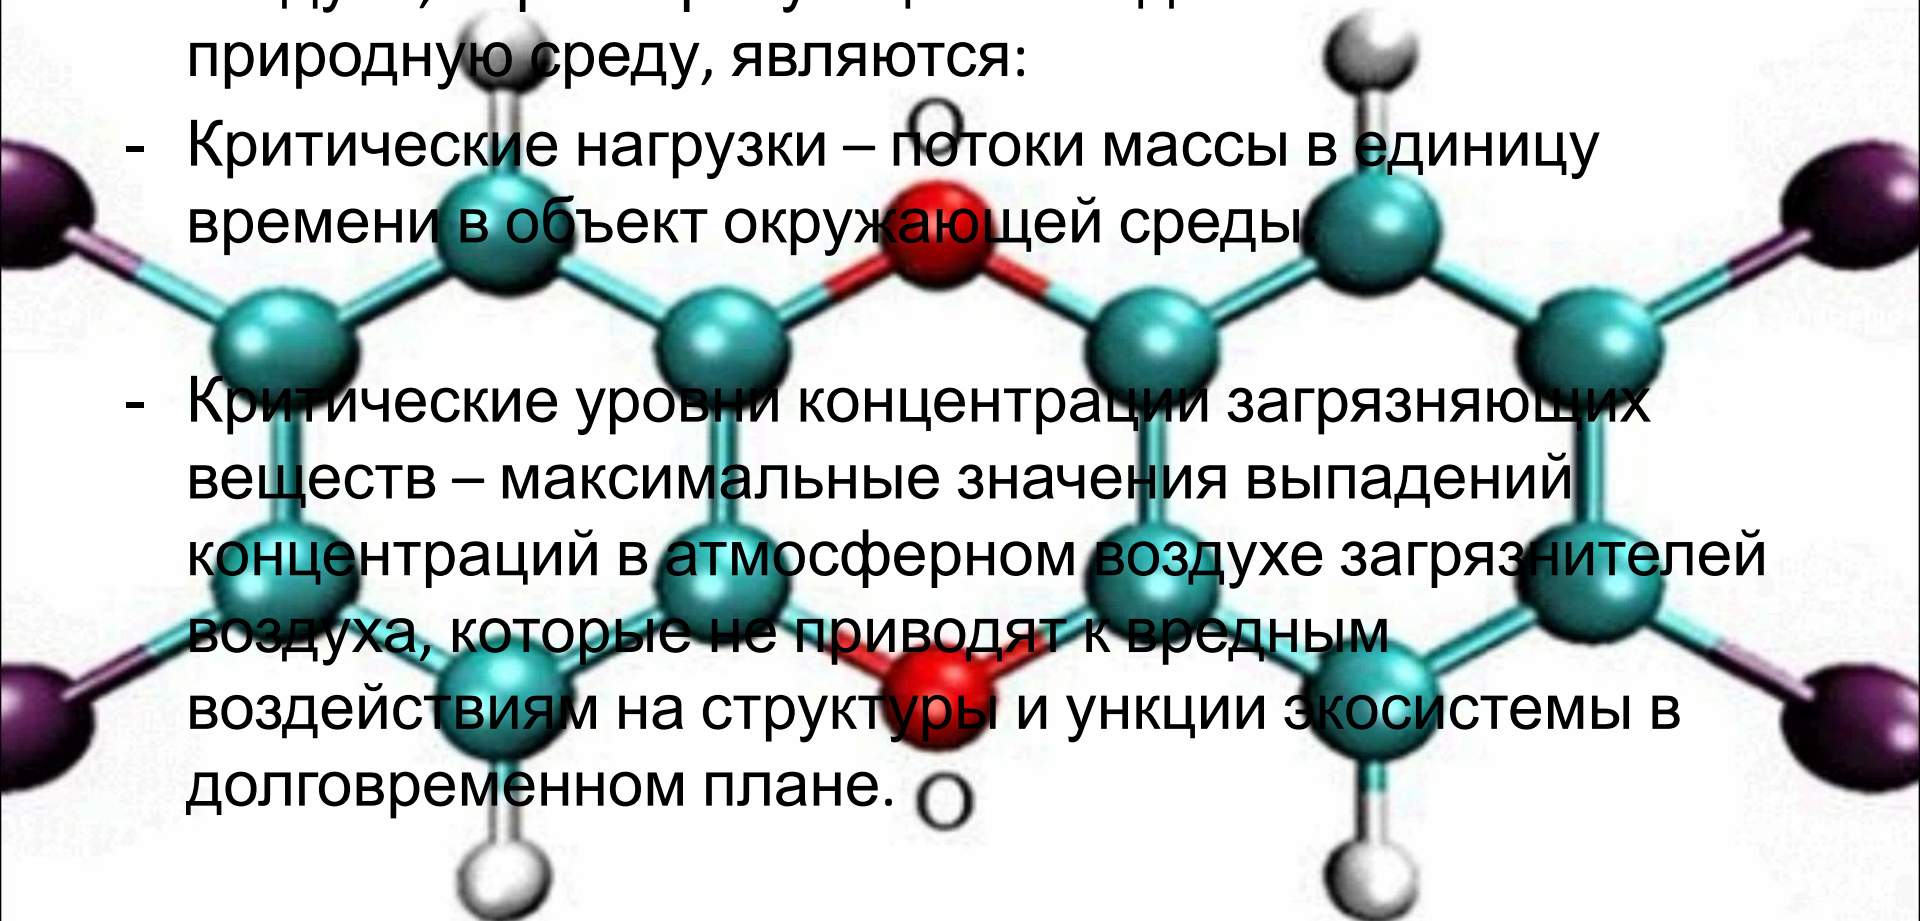 природную среду, являются:
O
- Критические нагрузки – потоки массы в единицу
времени в объект окружающей среды.
- Критические уровни концентрации загрязняющих
веществ – максимальные значения выпадений
концентраций в атмосферном воздухе загрязнителей
воздуха, которые не приводят к вредным
воздействиям на структуры и ункции экосистемы в
долговременном плане.
O